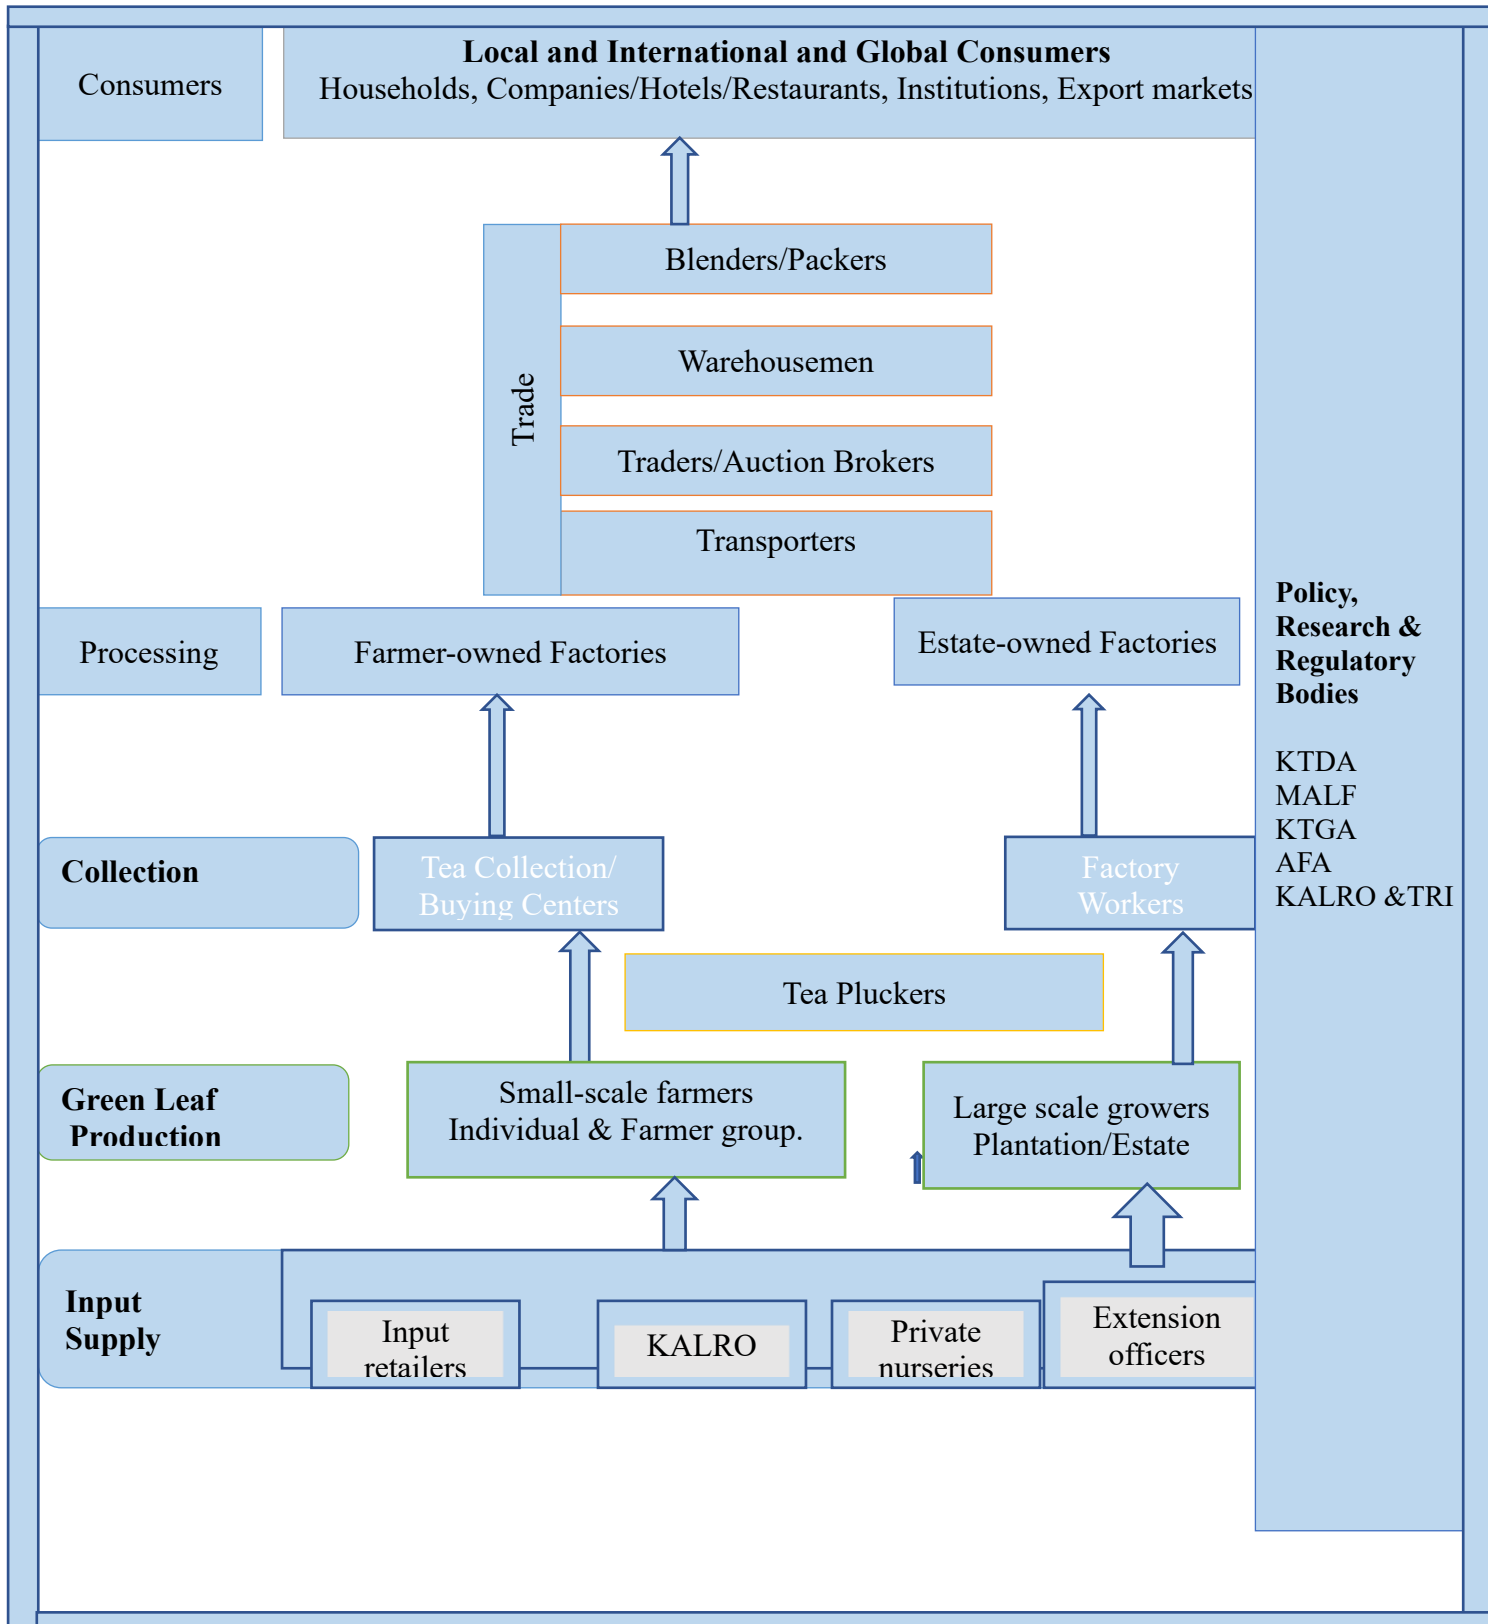 Consumers
Local and International and Global Consumers
Households, Companies/Hotels/Restaurants, Institutions, Export markets
Trade
Blenders/Packers
Warehousemen
Traders/Auction Brokers
Transporters
Processing
Farmer-owned Factories
Estate-owned Factories
Policy,
Research &
Regulatory
Bodies
KTDA
MALF
KTGA
AFA
KALRO &TRI
Collection
Tea Collection/
Buying Centers
Factory
Workers
Tea Pluckers
Green Leaf
Production
Small-scale farmers
Individual & Farmer group.
Large scale growers
Plantation/Estate
Input
Supply
Input
retailers
KALRO
Private
nurseries
Extension
officers